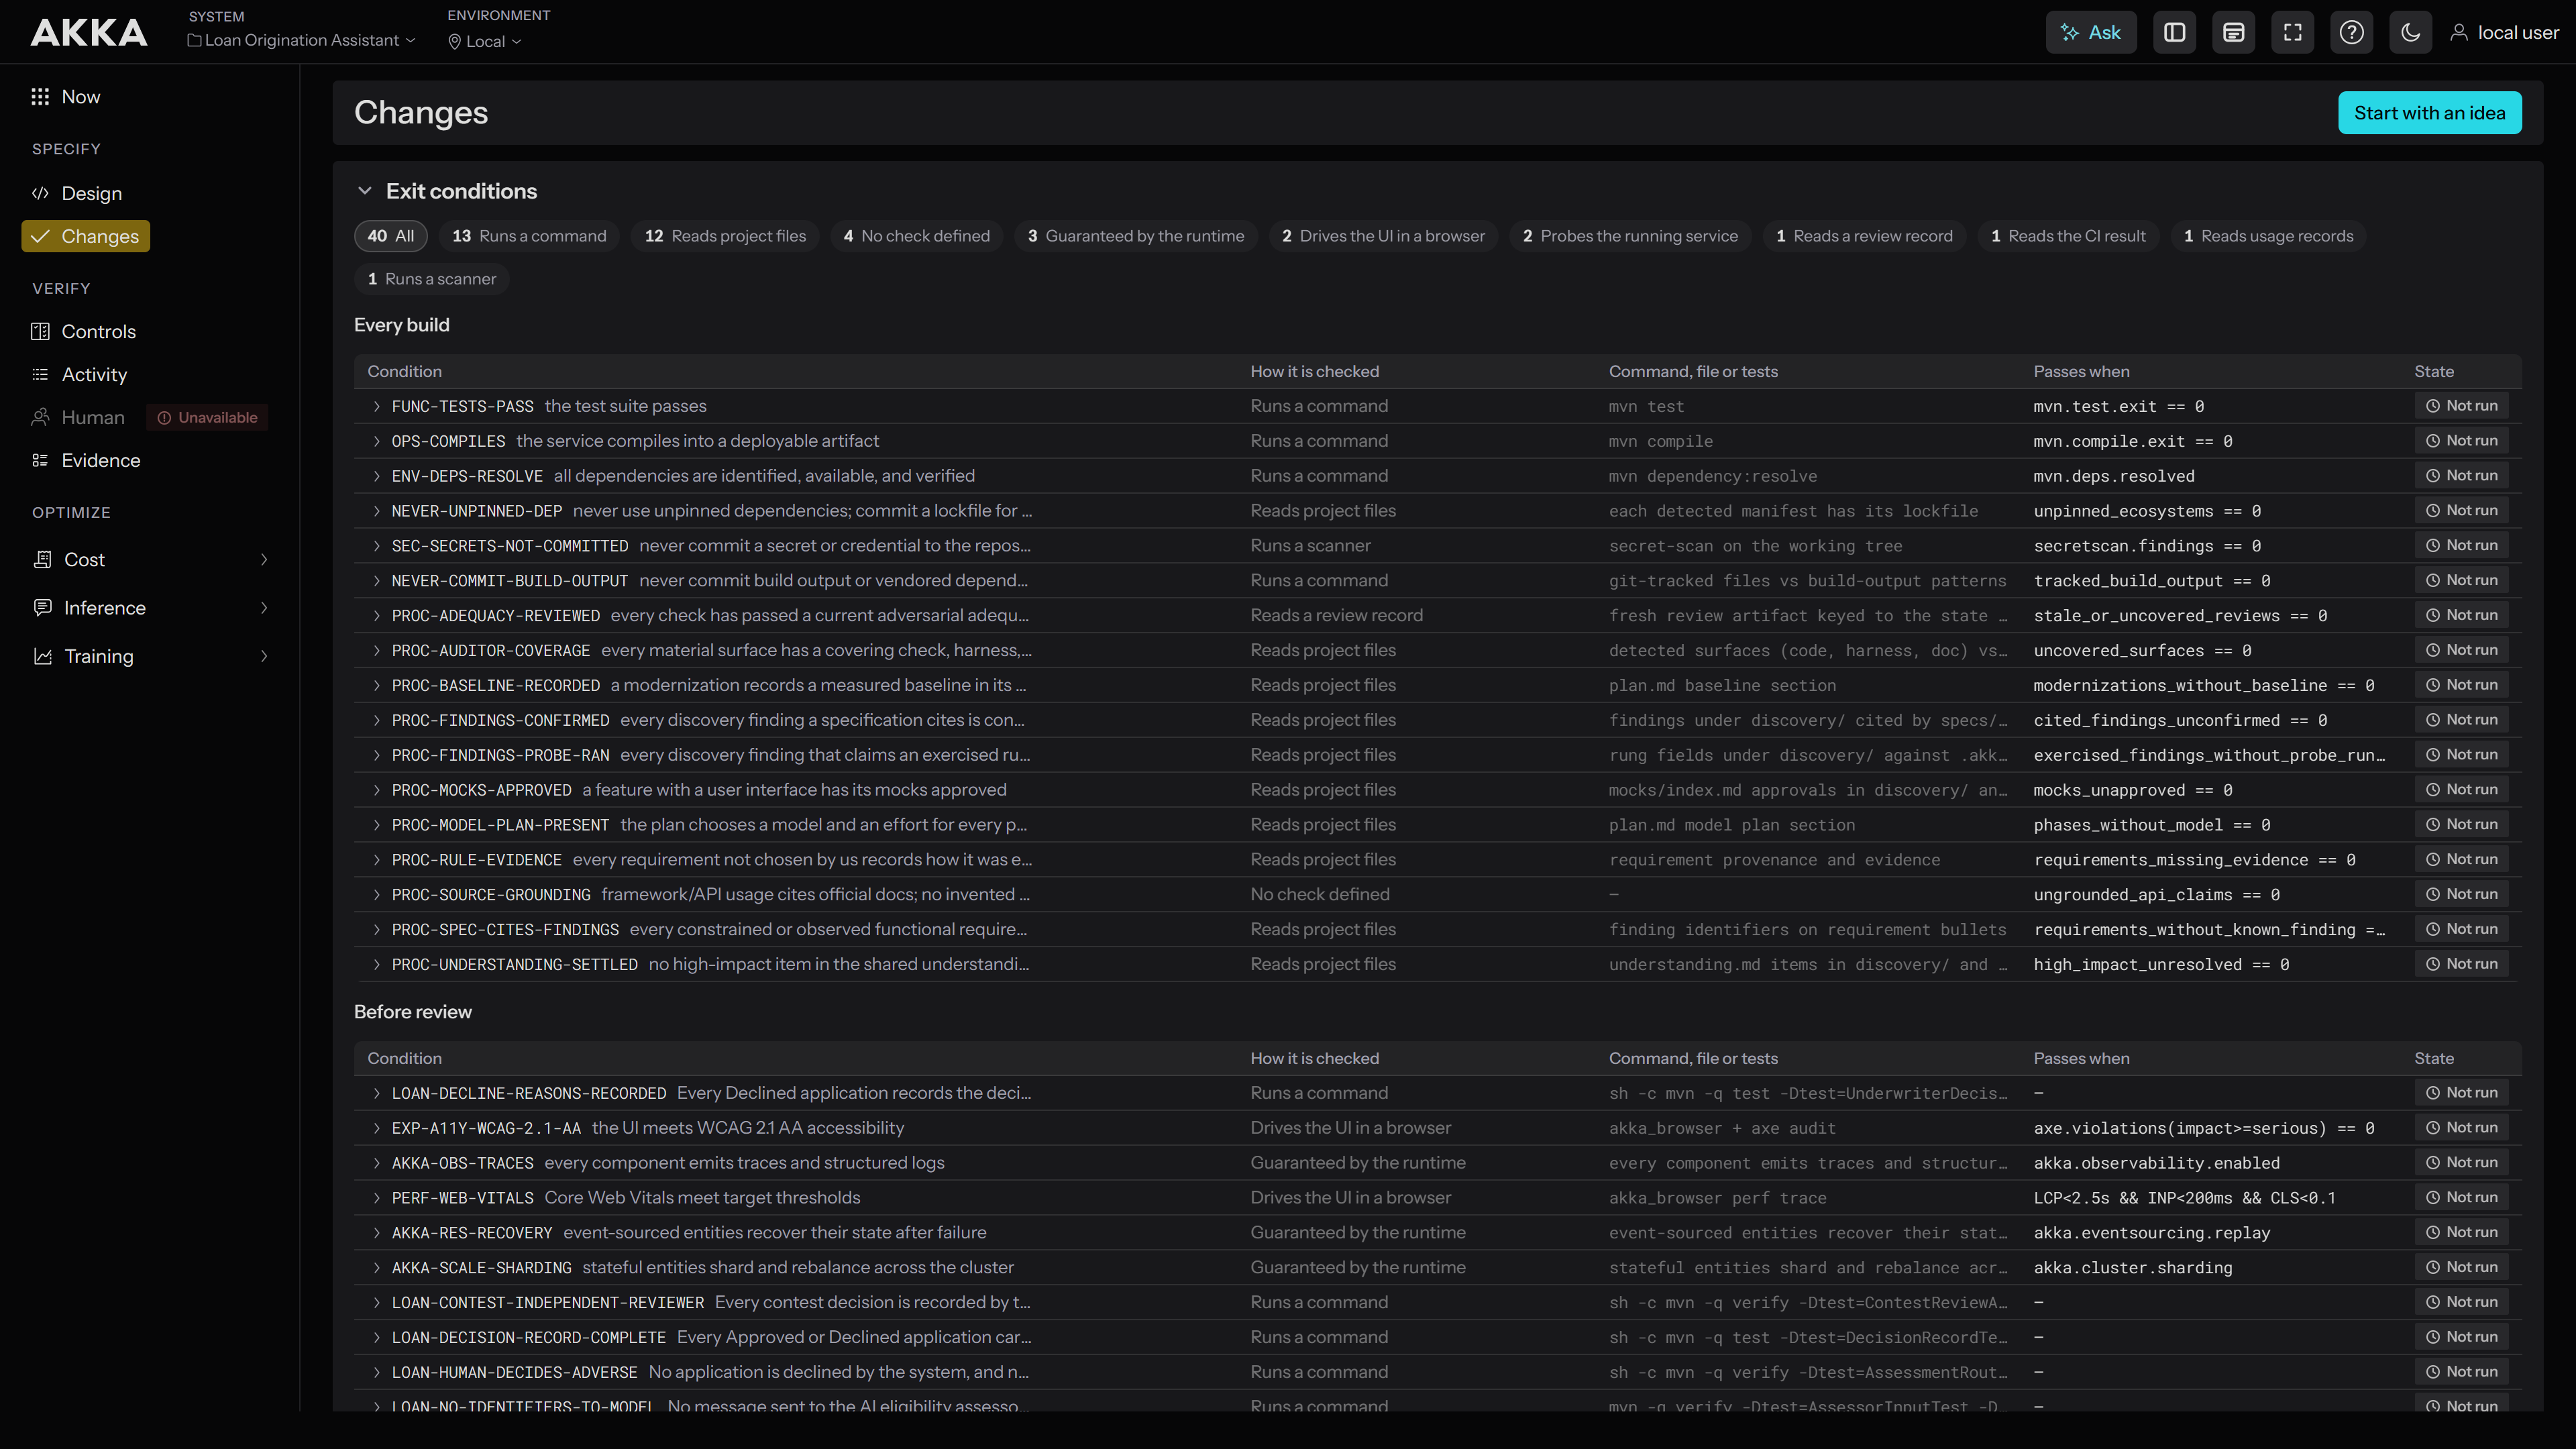 AKKA
SYSTEM
Loan Origination Assistant
ENVIRONMENT
Local
Ask
local user
Now
SPECIFY
Design
Changes
VERIFY
Controls
Activity
Human Unavailable
Evidence
OPTIMIZE
Cost
Inference
Training
Changes
Start with an idea
Exit conditions
40 All 13 Runs a command 12 Reads project files 4 No check defined 3 Guaranteed by the runtime 2 Drives the UI in a browser 2 Probes the running service 1 Reads a review record 1 Reads the CI result 1 Reads usage records
1 Runs a scanner
Every build
Condition How it is checked Command, file or tests Passes when State
FUNC-TESTS-PASS the test suite passes Runs a command mvn test mvn.test.exit == 0 Not run
OPS-COMPILES the service compiles into a deployable artifact Runs a command mvn compile mvn.compile.exit == 0 Not run
ENV-DEPS-RESOLVE all dependencies are identified, available, and verified Runs a command mvn dependency:resolve mvn.deps.resolved Not run
NEVER-UNPINNED-DEP never use unpinned dependencies; commit a lockfile for ... Reads project files each detected manifest has its lockfile unpinned_ecosystems == 0 Not run
SEC-SECRETS-NOT-COMMITTED never commit a secret or credential to the repos... Runs a scanner secret-scan on the working tree secretscan.findings == 0 Not run
NEVER-COMMIT-BUILD-OUTPUT never commit build output or vendored depend... Runs a command git-tracked files vs build-output patterns tracked_build_output == 0 Not run
PROC-ADEQUACY-REVIEWED every check has passed a current adversarial adequ... Reads a review record fresh review artifact keyed to the state ... stale_or_uncovered_reviews == 0 Not run
PROC-AUDITOR-COVERAGE every material surface has a covering check, harness,... Reads project files detected surfaces (code, harness, doc) vs... uncovered_surfaces == 0 Not run
PROC-BASELINE-RECORDED a modernization records a measured baseline in its ... Reads project files plan.md baseline section modernizations_without_baseline == 0 Not run
PROC-FINDINGS-CONFIRMED every discovery finding a specification cites is con... Reads project files findings under discovery/ cited by specs/... cited_findings_unconfirmed == 0 Not run
PROC-FINDINGS-PROBE-RAN every discovery finding that claims an exercised ru... Reads project files rung fields under discovery/ against .akk... exercised_findings_without_probe_run... Not run
PROC-MOCKS-APPROVED a feature with a user interface has its mocks approved Reads project files mocks/index.md approvals in discovery/ an... mocks_unapproved == 0 Not run
PROC-MODEL-PLAN-PRESENT the plan chooses a model and an effort for every p... Reads project files plan.md model plan section phases_without_model == 0 Not run
PROC-RULE-EVIDENCE every requirement not chosen by us records how it was e... Reads project files requirement provenance and evidence requirements_missing_evidence == 0 Not run
PROC-SOURCE-GROUNDING framework/API usage cites official docs; no invented ... No check defined – ungrounded_api_claims == 0 Not run
PROC-SPEC-CITES-FINDINGS every constrained or observed functional require... Reads project files finding identifiers on requirement bullets requirements_without_known_finding =... Not run
PROC-UNDERSTANDING-SETTLED no high-impact item in the shared understandi... Reads project files understanding.md items in discovery/ and ... high_impact_unresolved == 0 Not run
Before review
Condition How it is checked Command, file or tests Passes when State
LOAN-DECLINE-REASONS-RECORDED Every Declined application records the deci... Runs a command sh -c mvn -q test -Dtest=UnderwriterDecis... – Not run
EXP-A11Y-WCAG-2.1-AA the UI meets WCAG 2.1 AA accessibility Drives the UI in a browser akka_browser + axe audit axe.violations(impact>=serious) == 0 Not run
AKKA-OBS-TRACES every component emits traces and structured logs Guaranteed by the runtime every component emits traces and structur... akka.observability.enabled Not run
PERF-WEB-VITALS Core Web Vitals meet target thresholds Drives the UI in a browser akka_browser perf trace LCP<2.5s && INP<200ms && CLS<0.1 Not run
AKKA-RES-RECOVERY event-sourced entities recover their state after failure Guaranteed by the runtime event-sourced entities recover their stat... akka.eventsourcing.replay Not run
AKKA-SCALE-SHARDING stateful entities shard and rebalance across the cluster Guaranteed by the runtime stateful entities shard and rebalance acr... akka.cluster.sharding Not run
LOAN-CONTEST-INDEPENDENT-REVIEWER Every contest decision is recorded by t... Runs a command sh -c mvn -q verify -Dtest=ContestReviewA... – Not run
LOAN-DECISION-RECORD-COMPLETE Every Approved or Declined application car... Runs a command sh -c mvn -q test -Dtest=DecisionRecordTe... – Not run
LOAN-HUMAN-DECIDES-ADVERSE No application is declined by the system, and n... Runs a command sh -c mvn -q verify -Dtest=AssessmentRout... – Not run
LOAN-NO-IDENTIFIERS-TO-MODEL No message sent to the AI eligibility assesso... Runs a command mvn -q verify -Dtest=AssessorInputTest -D... – Not run